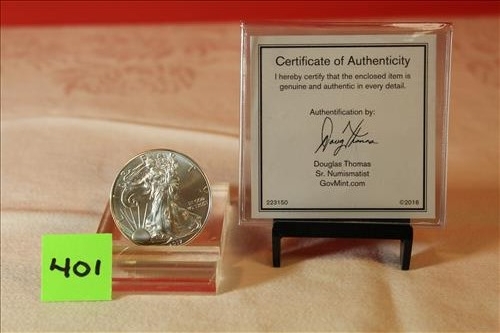 Certificate of Authenticity
I hereby certify that the enclosed item is
genuine and authentic in every detail.
Authentification by:
Douglas Thomas
Sr. Numismatist
GovMint.com
223150 ©2016
401